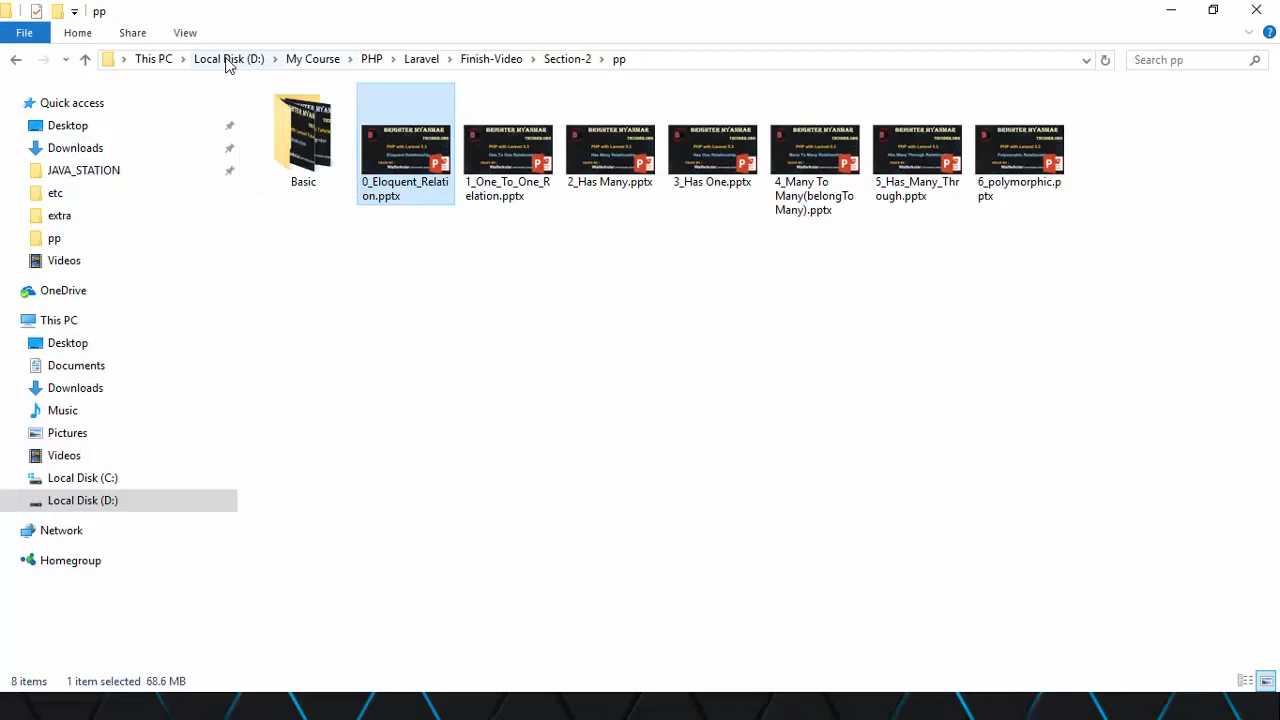 pp
File
Home
Share
View
This PC
Local Disk (D:)
My Course
PHP
Laravel
Finish-Video
Section-2
pp
Search pp
Quick access
Desktop
Downloads
JAVA_STATION
etc
extra
pp
Videos
OneDrive
This PC
Desktop
Documents
Downloads
Music
Pictures
Videos
Local Disk (C:)
Local Disk (D:)
Network
Homegroup
Basic
0_Eloquent_Relati
on.pptx
1_One_To_One_R
elation.pptx
2_Has Many.pptx
3_Has One.pptx
4_Many To
Many(belongTo
Many).pptx
5_Has_Many_Thr
ough.pptx
6_polymorphic.p
ptx
8 items
1 item selected 68.6 MB